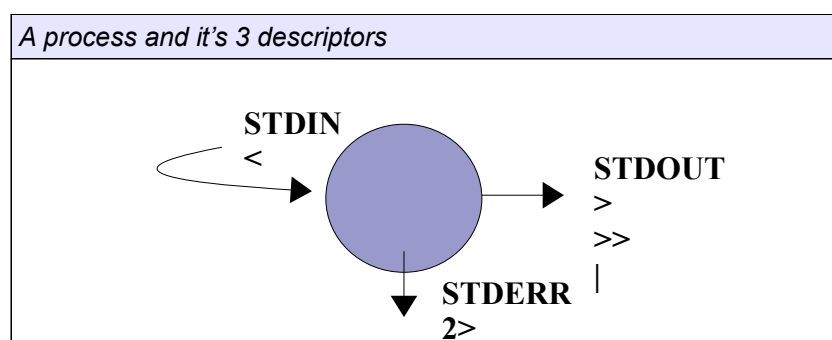 A process and it's 3 descriptors
STDIN
<
STDOUT
>
>>
|
STDERR
2>